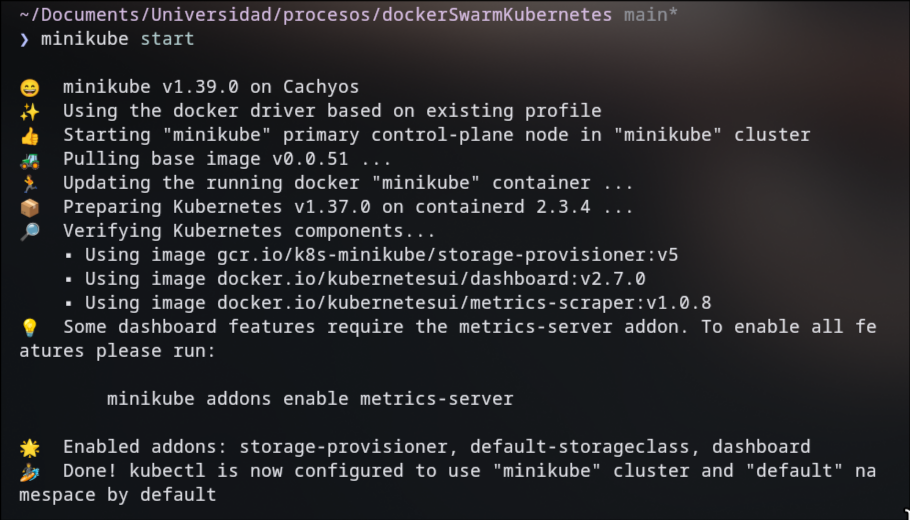 ~/Documents/Universidad/procesos/dockerSwarmKubernetes main*
❯ minikube start
😄  minikube v1.39.0 on Cachyos
✨  Using the docker driver based on existing profile
👍  Starting "minikube" primary control-plane node in "minikube" cluster
🚜  Pulling base image v0.0.51 ...
🏃  Updating the running docker "minikube" container ...
📦  Preparing Kubernetes v1.37.0 on containerd 2.3.4 ...
🔎  Verifying Kubernetes components...
    ▪ Using image gcr.io/k8s-minikube/storage-provisioner:v5
    ▪ Using image docker.io/kubernetesui/dashboard:v2.7.0
    ▪ Using image docker.io/kubernetesui/metrics-scraper:v1.0.8
💡  Some dashboard features require the metrics-server addon. To enable all fe
atures please run:
        minikube addons enable metrics-server
🌟  Enabled addons: storage-provisioner, default-storageclass, dashboard
🏄  Done! kubectl is now configured to use "minikube" cluster and "default" na
mespace by default